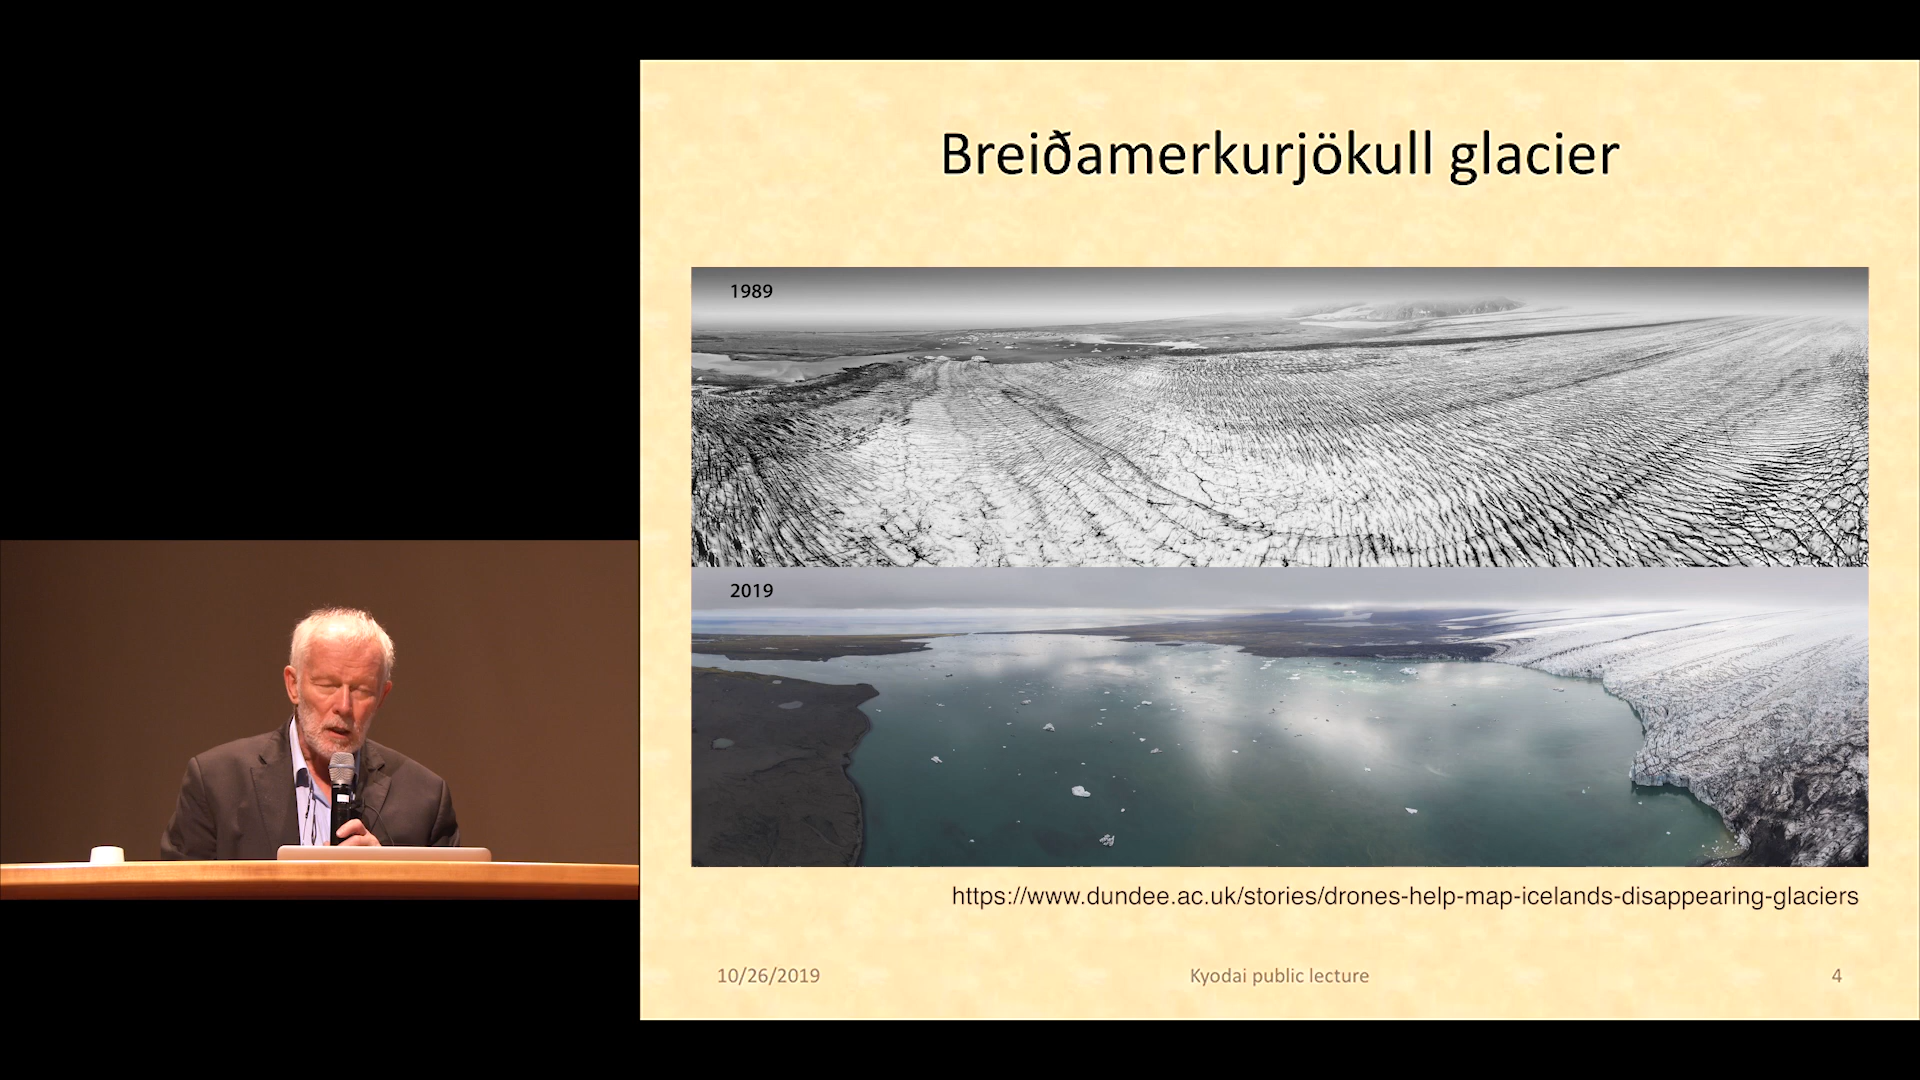 Breiðamerkurjökull glacier
1989
2019
https://www.dundee.ac.uk/stories/drones-help-map-icelands-disappearing-glaciers
10/26/2019
Kyodai public lecture
4